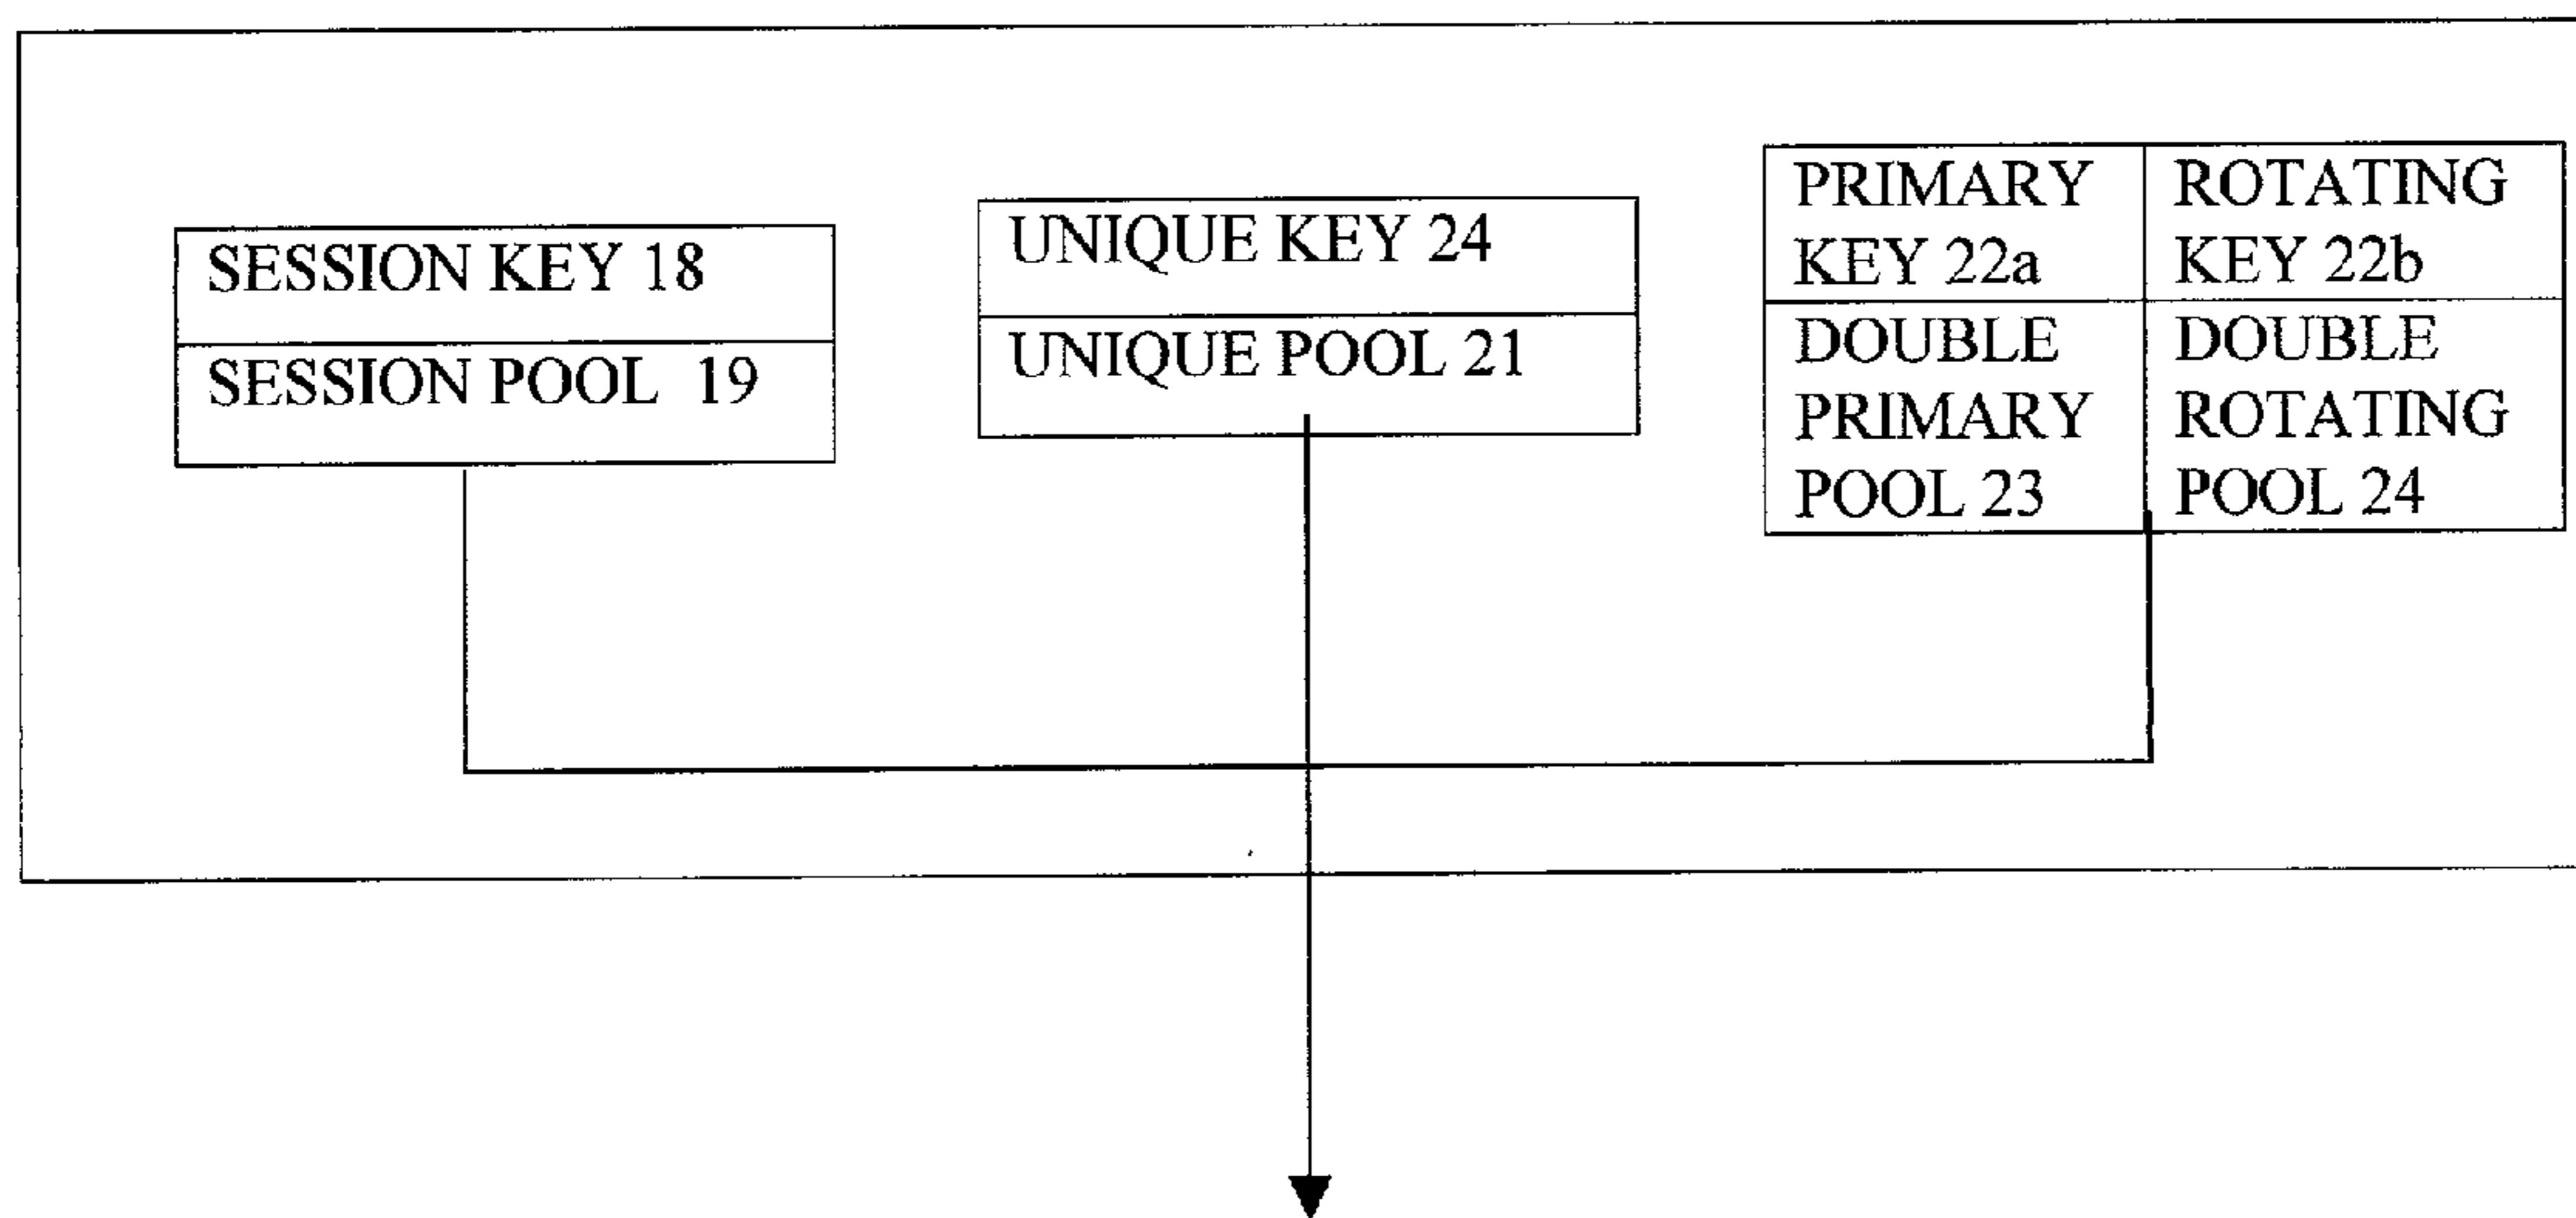 SESSION KEY 18
SESSION POOL 19
UNIQUE KEY 24
UNIQUE POOL 21
PRIMARY
KEY 22a
ROTATING
KEY 22b
DOUBLE
PRIMARY
POOL 23
DOUBLE
ROTATING
POOL 24